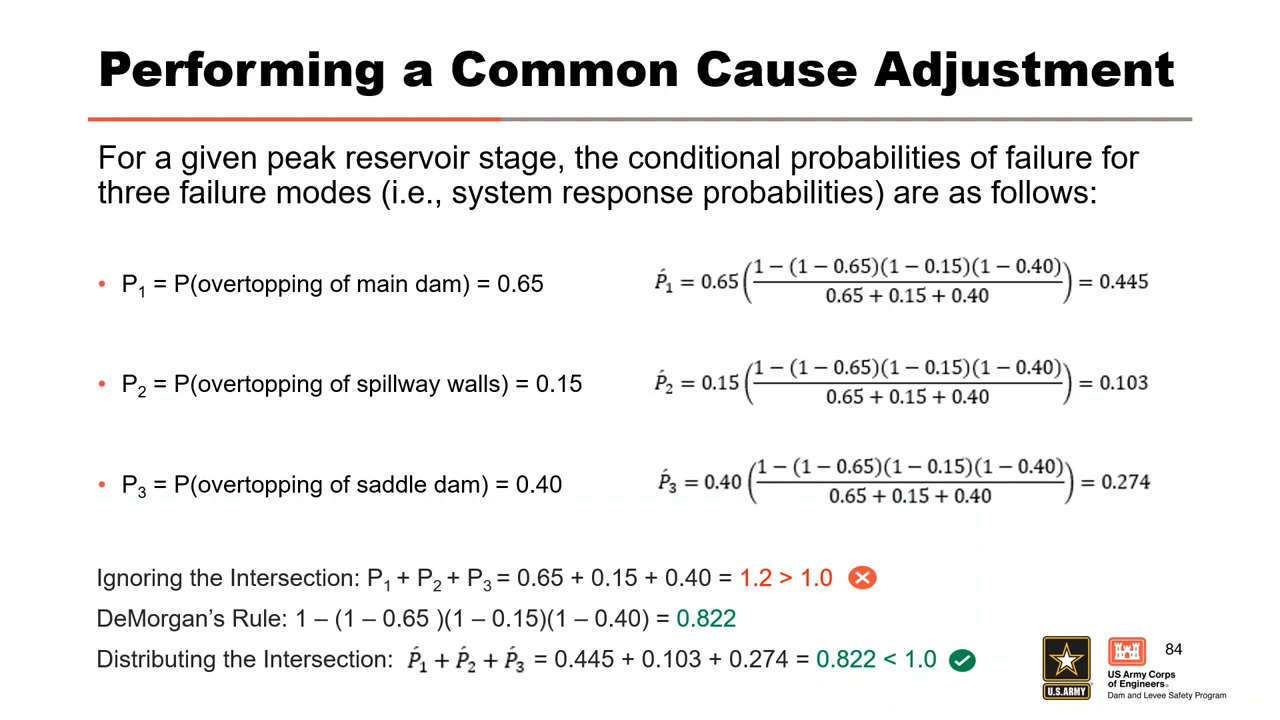 Performing a Common Cause Adjustment
For a given peak reservoir stage, the conditional probabilities of failure for
three failure modes (i.e., system response probabilities) are as follows:
• P₁ = P(overtopping of main dam) = 0.65
Ṕ₁ = 0.65 ( (1 − (1 − 0.65)(1 − 0.15)(1 − 0.40)) / (0.65 + 0.15 + 0.40) ) = 0.445
• P₂ = P(overtopping of spillway walls) = 0.15
Ṕ₂ = 0.15 ( (1 − (1 − 0.65)(1 − 0.15)(1 − 0.40)) / (0.65 + 0.15 + 0.40) ) = 0.103
• P₃ = P(overtopping of saddle dam) = 0.40
Ṕ₃ = 0.40 ( (1 − (1 − 0.65)(1 − 0.15)(1 − 0.40)) / (0.65 + 0.15 + 0.40) ) = 0.274
Ignoring the Intersection: P₁ + P₂ + P₃ = 0.65 + 0.15 + 0.40 = 1.2 > 1.0
DeMorgan's Rule: 1 – (1 – 0.65 )(1 – 0.15)(1 – 0.40) = 0.822
Distributing the Intersection: Ṕ₁ + Ṕ₂ + Ṕ₃ = 0.445 + 0.103 + 0.274 = 0.822 < 1.0
84
U.S.ARMY
US Army Corps
of Engineers®
Dam and Levee Safety Program